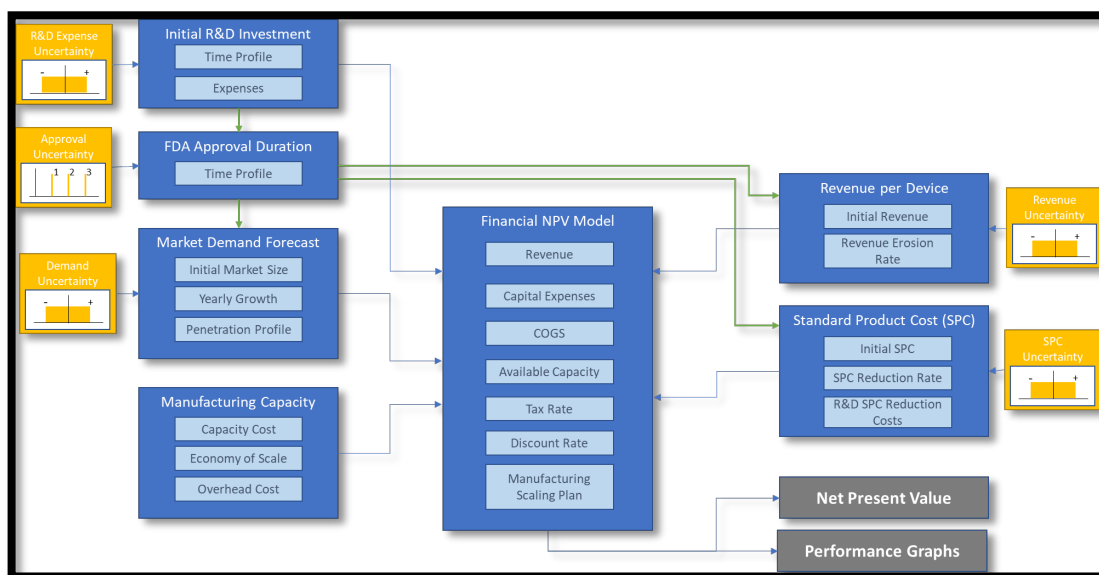 R&D Expense
Uncertainty
- +
Initial R&D Investment
Time Profile
Expenses
Approval
Uncertainty
1 2 3
FDA Approval Duration
Time Profile
Demand
Uncertainty
- +
Market Demand Forecast
Initial Market Size
Yearly Growth
Penetration Profile
Manufacturing Capacity
Capacity Cost
Economy of Scale
Overhead Cost
Financial NPV Model
Revenue
Capital Expenses
COGS
Available Capacity
Tax Rate
Discount Rate
Manufacturing
Scaling Plan
Revenue per Device
Initial Revenue
Revenue Erosion
Rate
Revenue
Uncertainty
- +
Standard Product Cost (SPC)
Initial SPC
SPC Reduction Rate
R&D SPC Reduction
Costs
SPC
Uncertainty
- +
Net Present Value
Performance Graphs